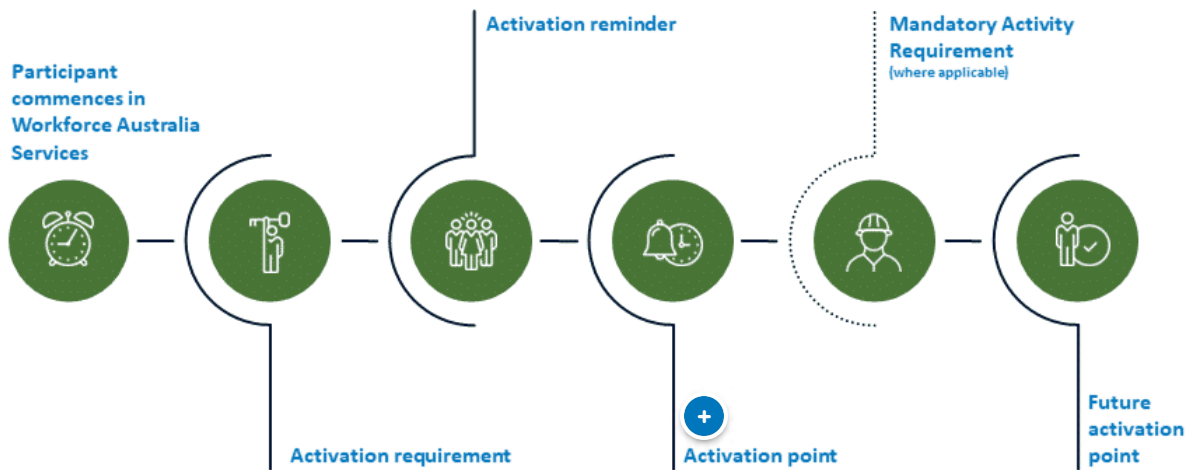 Participant
commences in
Workforce Australia
Services
Activation requirement
Activation reminder
Activation point
Mandatory Activity
Requirement
(where applicable)
Future
activation
point